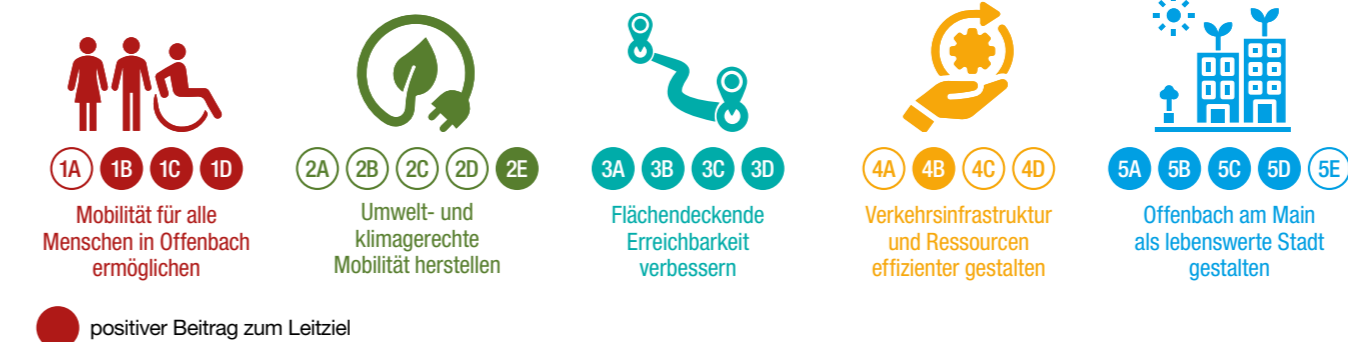 1A 1B 1C 1D
Mobilität für alle
Menschen in Offenbach
ermöglichen
2A 2B 2C 2D 2E
Umwelt- und
klimagerechte
Mobilität herstellen
3A 3B 3C 3D
Flächendeckende
Erreichbarkeit
verbessern
4A 4B 4C 4D
Verkehrsinfrastruktur
und Ressourcen
effizienter gestalten
5A 5B 5C 5D 5E
Offenbach am Main
als lebenswerte Stadt
gestalten
positiver Beitrag zum Leitziel